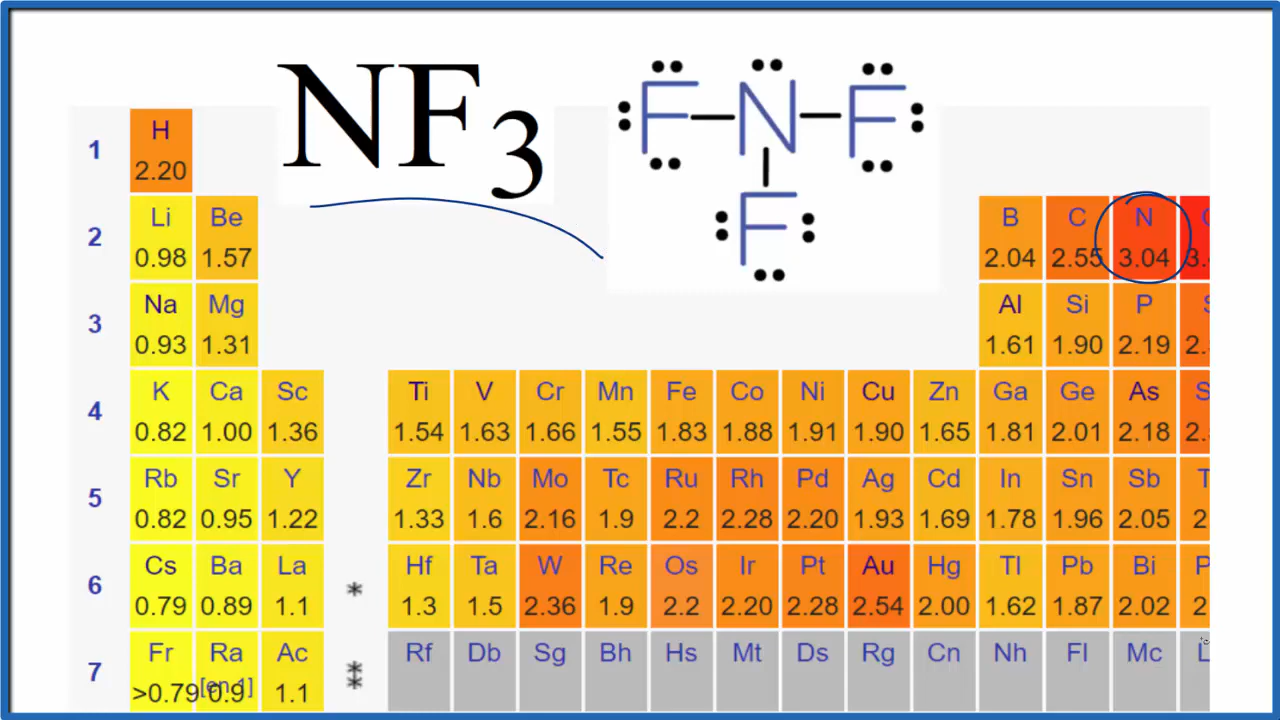 NF3
F N F
F
1 H
2.20
2 Li Be B C N
0.98 1.57 2.04 2.55 3.04 3.
3 Na Mg Al Si P S
0.93 1.31 1.61 1.90 2.19 2.
4 K Ca Sc Ti V Cr Mn Fe Co Ni Cu Zn Ga Ge As S
0.82 1.00 1.36 1.54 1.63 1.66 1.55 1.83 1.88 1.91 1.90 1.65 1.81 2.01 2.18 2.
5 Rb Sr Y Zr Nb Mo Tc Ru Rh Pd Ag Cd In Sn Sb T
0.82 0.95 1.22 1.33 1.6 2.16 1.9 2.2 2.28 2.20 1.93 1.69 1.78 1.96 2.05 2
6 Cs Ba La * Hf Ta W Re Os Ir Pt Au Hg Tl Pb Bi P
0.79 0.89 1.1 1.3 1.5 2.36 1.9 2.2 2.20 2.28 2.54 2.00 1.62 1.87 2.02 2
7 Fr Ra Ac ** Rf Db Sg Bh Hs Mt Ds Rg Cn Nh Fl Mc L
>0.79 0.9 [en 1] 1.1